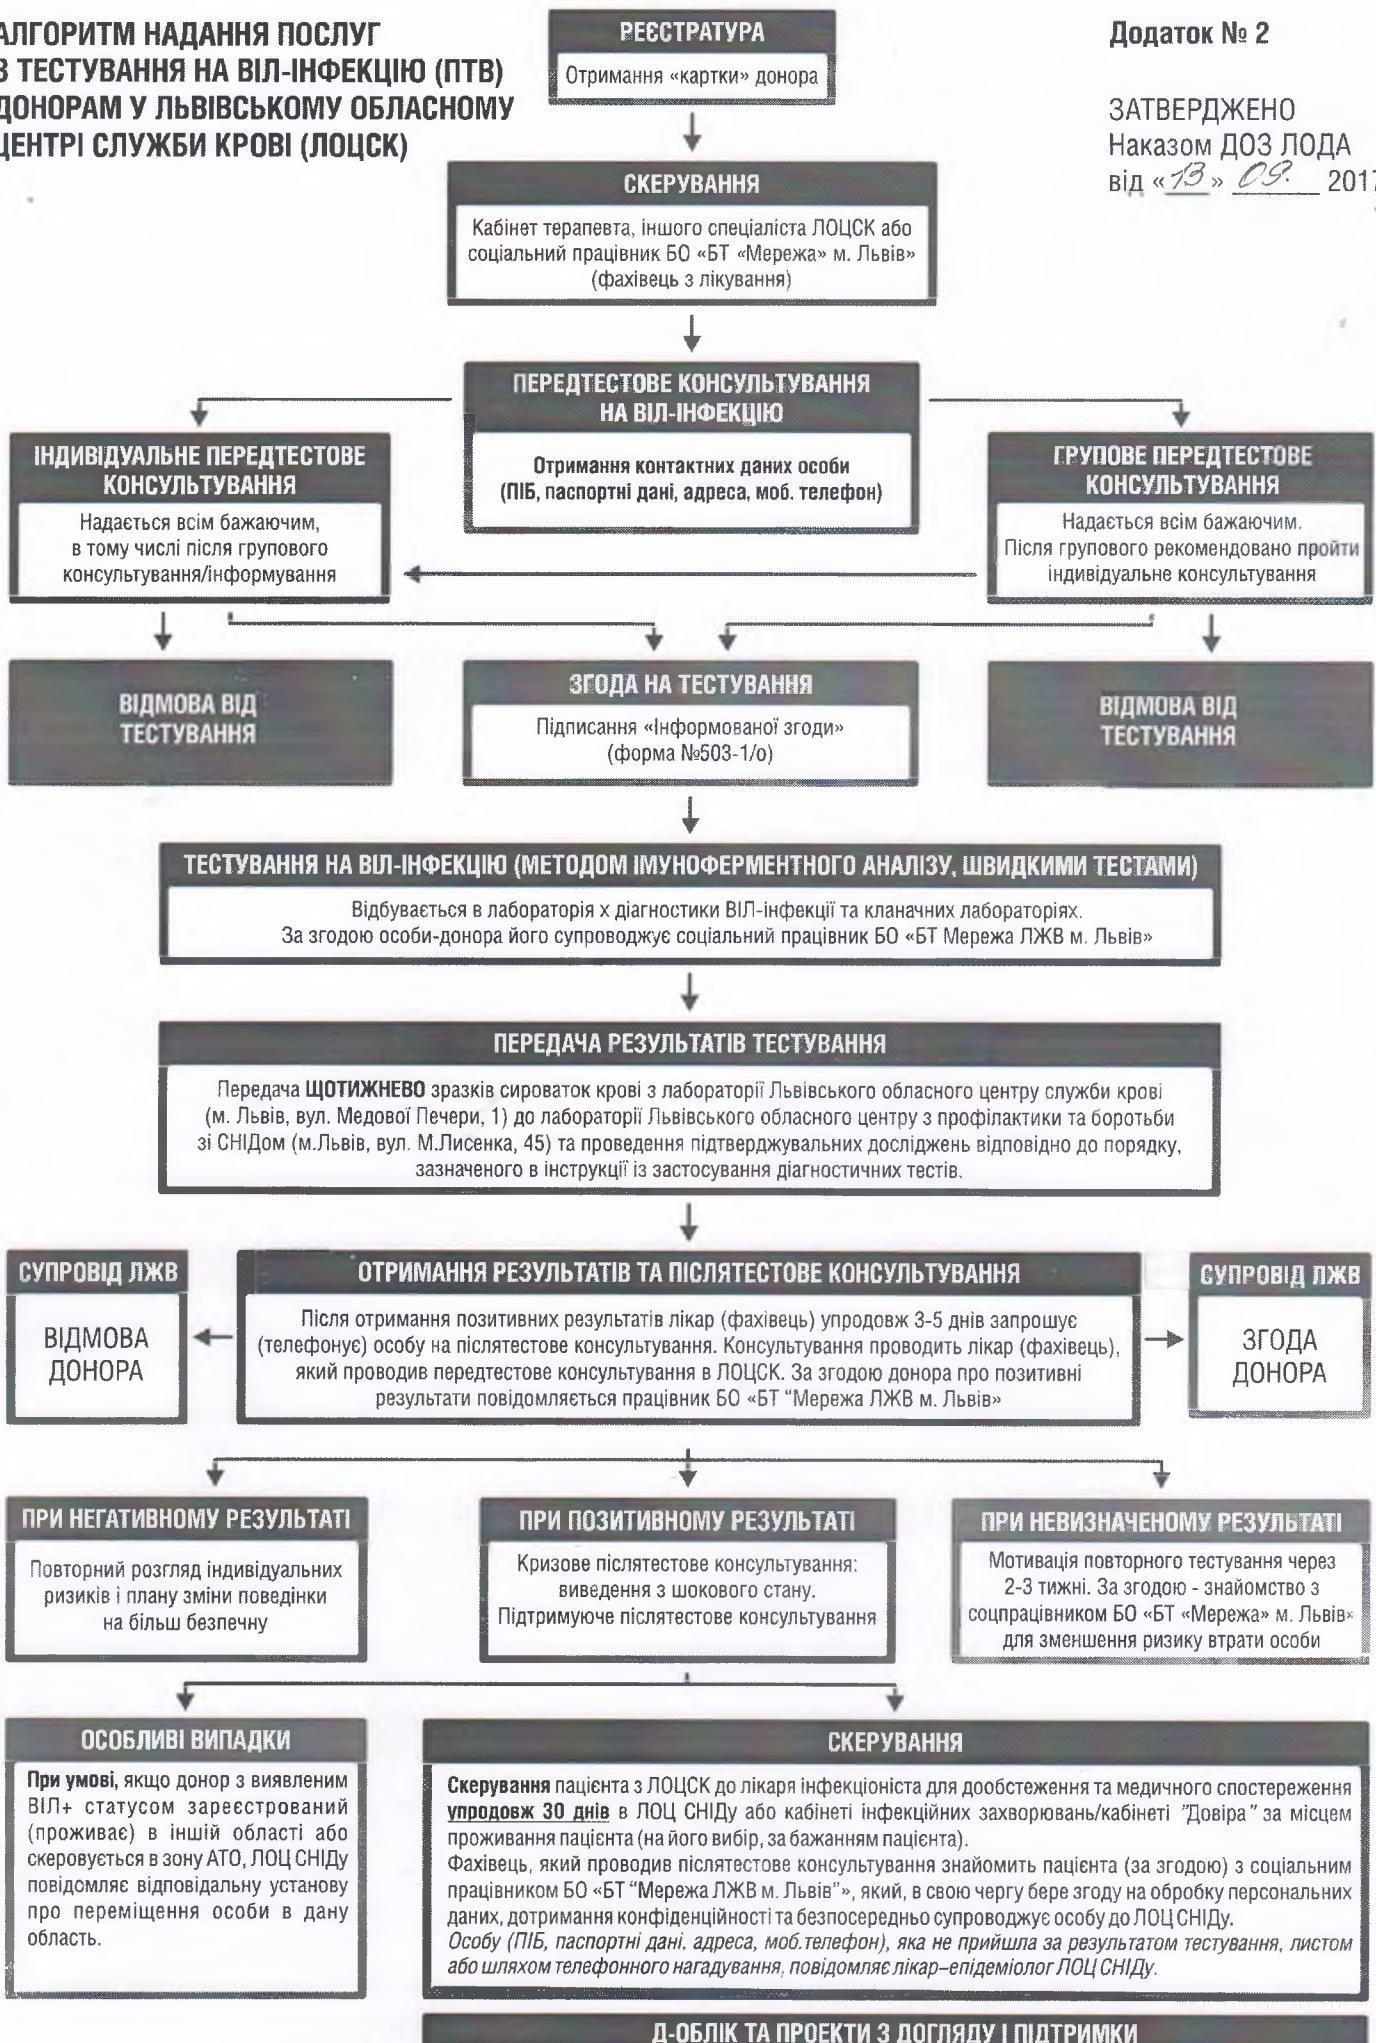 АЛГОРИТМ НАДАННЯ ПОСЛУГ
З ТЕСТУВАННЯ НА ВІЛ-ІНФЕКЦІЮ (ПТВ)
ДОНОРАМ У ЛЬВІВСЬКОМУ ОБЛАСНОМУ
ЦЕНТРІ СЛУЖБИ КРОВІ (ЛОЦСК)
Додаток № 2
ЗАТВЕРДЖЕНО
Наказом ДОЗ ЛОДА
від «13» 09. 2017
РЕЄСТРАТУРА
Отримання «картки» донора
СКЕРУВАННЯ
Кабінет терапевта, іншого спеціаліста ЛОЦСК або
соціальний працівник БО «БТ «Мережа» м. Львів»
(фахівець з лікування)
ПЕРЕДТЕСТОВЕ КОНСУЛЬТУВАННЯ
НА ВІЛ-ІНФЕКЦІЮ
Отримання контактних даних особи
(ПІБ, паспортні дані, адреса, моб. телефон)
ІНДИВІДУАЛЬНЕ ПЕРЕДТЕСТОВЕ
КОНСУЛЬТУВАННЯ
Надається всім бажаючим,
в тому числі після групового
консультування/інформування
ГРУПОВЕ ПЕРЕДТЕСТОВЕ
КОНСУЛЬТУВАННЯ
Надається всім бажаючим.
Після групового рекомендовано пройти
індивідуальне консультування
ВІДМОВА ВІД
ТЕСТУВАННЯ
ЗГОДА НА ТЕСТУВАННЯ
Підписання «Інформованої згоди»
(форма №503-1/о)
ВІДМОВА ВІД
ТЕСТУВАННЯ
ТЕСТУВАННЯ НА ВІЛ-ІНФЕКЦІЮ (МЕТОДОМ ІМУНОФЕРМЕНТНОГО АНАЛІЗУ, ШВИДКИМИ ТЕСТАМИ)
Відбувається в лабораторія х діагностики ВІЛ-інфекції та кланачних лабораторіях.
За згодою особи-донора його супроводжує соціальний працівник БО «БТ Мережа ЛЖВ м. Львів»
ПЕРЕДАЧА РЕЗУЛЬТАТІВ ТЕСТУВАННЯ
Передача ЩОТИЖНЕВО зразків сироваток крові з лабораторії Львівського обласного центру служби крові
(м. Львів, вул. Медової Печери, 1) до лабораторії Львівського обласного центру з профілактики та боротьби
зі СНІДом (м.Львів, вул. М.Лисенка, 45) та проведення підтверджувальних досліджень відповідно до порядку,
зазначеного в інструкції із застосування діагностичних тестів.
СУПРОВІД ЛЖВ
ВІДМОВА
ДОНОРА
ОТРИМАННЯ РЕЗУЛЬТАТІВ ТА ПІСЛЯТЕСТОВЕ КОНСУЛЬТУВАННЯ
Після отримання позитивних результатів лікар (фахівець) упродовж 3-5 днів запрошує
(телефонує) особу на післятестове консультування. Консультування проводить лікар (фахівець),
який проводив передтестове консультування в ЛОЦСК. За згодою донора про позитивні
результати повідомляється працівник БО «БТ "Мережа ЛЖВ м. Львів»
СУПРОВІД ЛЖВ
ЗГОДА
ДОНОРА
ПРИ НЕГАТИВНОМУ РЕЗУЛЬТАТІ
Повторний розгляд індивідуальних
ризиків і плану зміни поведінки
на більш безпечну
ПРИ ПОЗИТИВНОМУ РЕЗУЛЬТАТІ
Кризове післятестове консультування:
виведення з шокового стану.
Підтримуюче післятестове консультування
ПРИ НЕВИЗНАЧЕНОМУ РЕЗУЛЬТАТІ
Мотивація повторного тестування через
2-3 тижні. За згодою - знайомство з
соцпрацівником БО «БТ «Мережа» м. Львів»
для зменшення ризику втрати особи
ОСОБЛИВІ ВИПАДКИ
При умові, якщо донор з виявленим
ВІЛ+ статусом зареєстрований
(проживає) в іншій області або
скеровується в зону АТО, ЛОЦ СНІДу
повідомляє відповідальну установу
про переміщення особи в дану
область.
СКЕРУВАННЯ
Скерування пацієнта з ЛОЦСК до лікаря інфекціоніста для дообстеження та медичного спостереження
упродовж 30 днів в ЛОЦ СНІДу або кабінеті інфекційних захворювань/кабінеті "Довіра" за місцем
проживання пацієнта (на його вибір, за бажанням пацієнта).
Фахівець, який проводив післятестове консультування знайомить пацієнта (за згодою) з соціальним
працівником БО «БТ "Мережа ЛЖВ м. Львів"», який, в свою чергу бере згоду на обробку персональних
даних, дотримання конфіденційності та безпосередньо супроводжує особу до ЛОЦ СНІДу.
Особу (ПІБ, паспортні дані. адреса, моб.телефон), яка не прийшла за результатом тестування, листом
або шляхом телефонного нагадування, повідомляє лікар–епідеміолог ЛОЦ СНІДу.
Д-ОБЛІК ТА ПРОЕКТИ З ДОГЛЯДУ І ПІДТРИМКИ